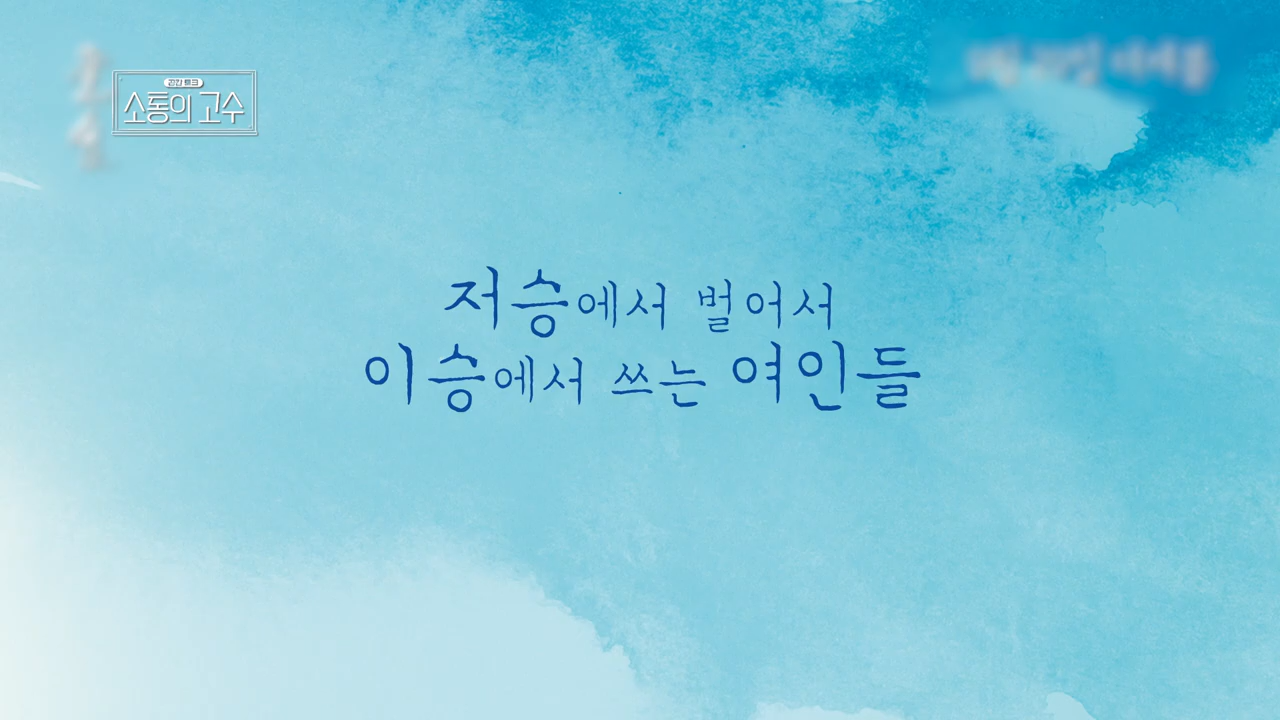 소통의 고수
저승에서 벌어서
이승에서 쓰는 여인들